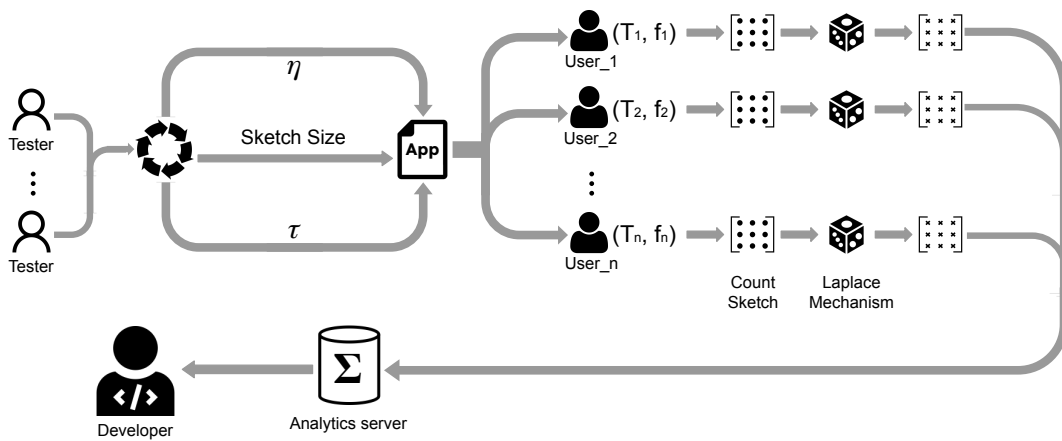 η
Sketch Size
τ
Tester
⋮
Tester
App
User_1
(T₁, f₁)
User_2
(T₂, f₂)
⋮
User_n
(Tₙ, fₙ)
Count
Sketch
Laplace
Mechanism
</>
Developer
Σ
Analytics server